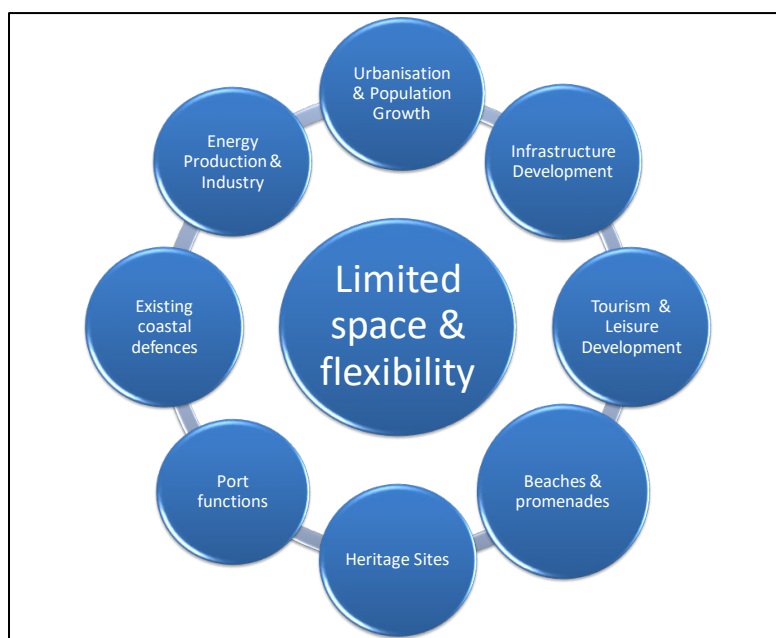 Urbanisation
& Population
Growth
Infrastructure
Development
Tourism &
Leisure
Development
Beaches &
promenades
Heritage Sites
Port
functions
Existing
coastal
defences
Energy
Production &
Industry
Limited
space &
flexibility